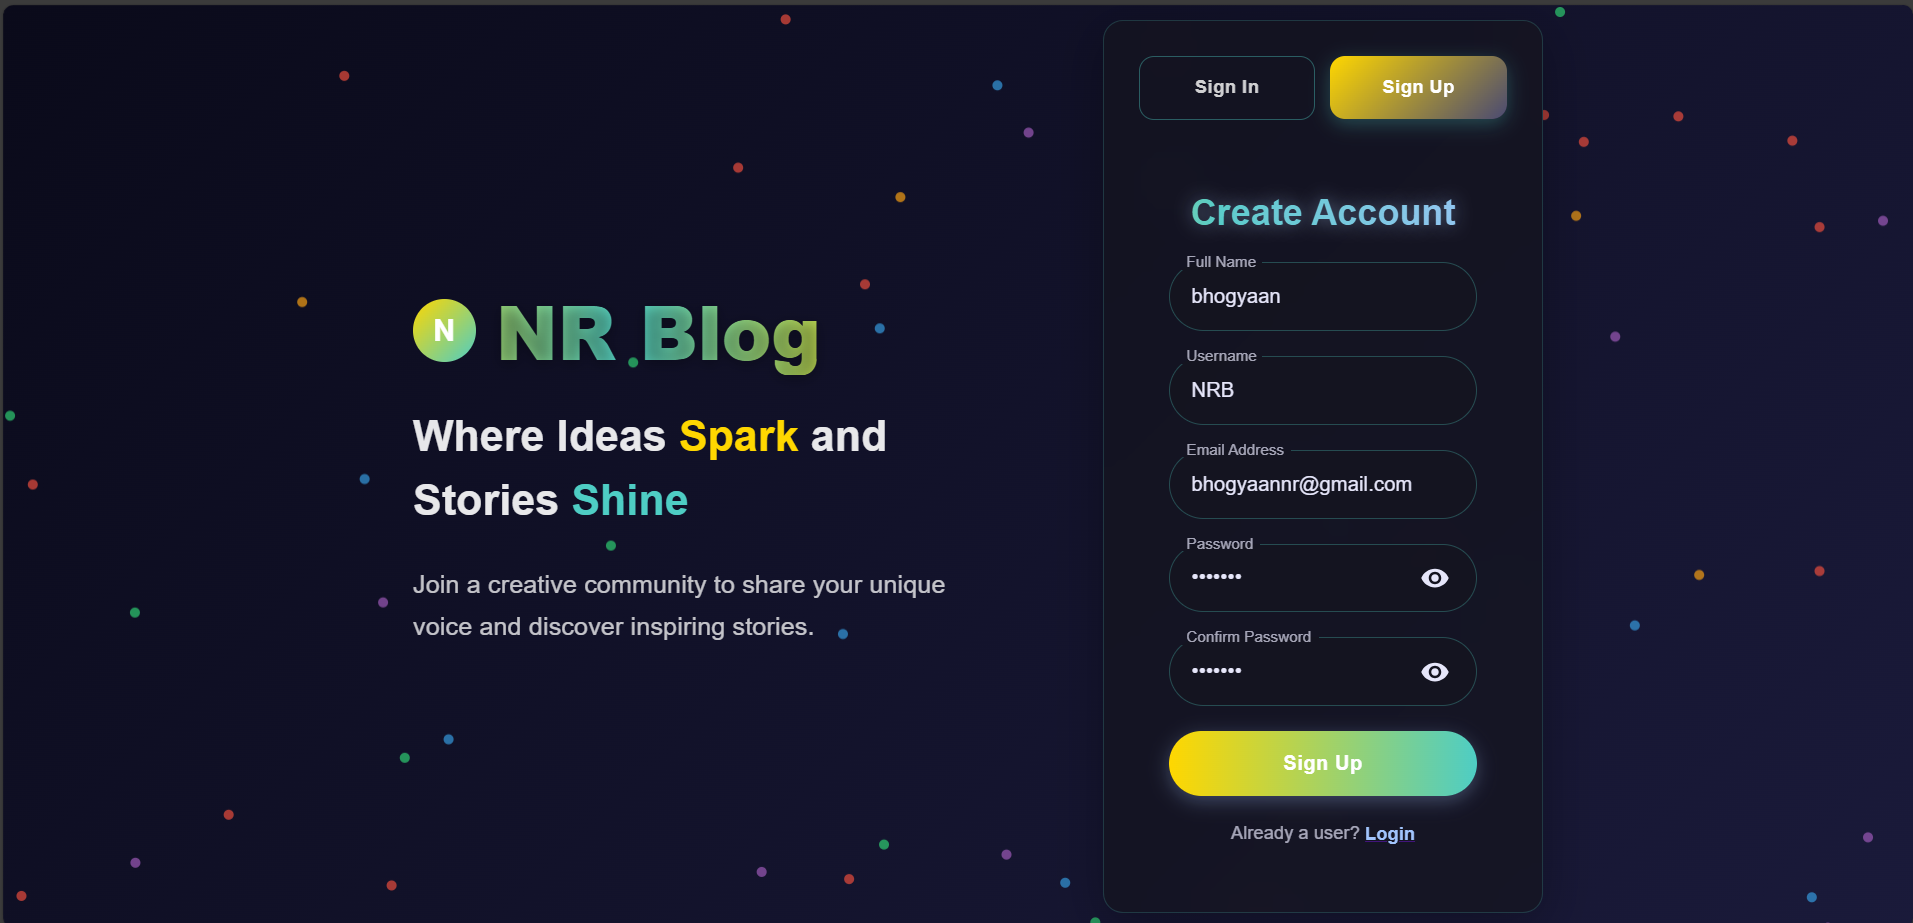 N NR Blog
Where Ideas Spark and
Stories Shine
Join a creative community to share your unique
voice and discover inspiring stories.
Sign In
Sign Up
Create Account
Full Name
bhogyaan
Username
NRB
Email Address
bhogyaannr@gmail.com
Password
•••••••
Confirm Password
•••••••
Sign Up
Already a user? Login